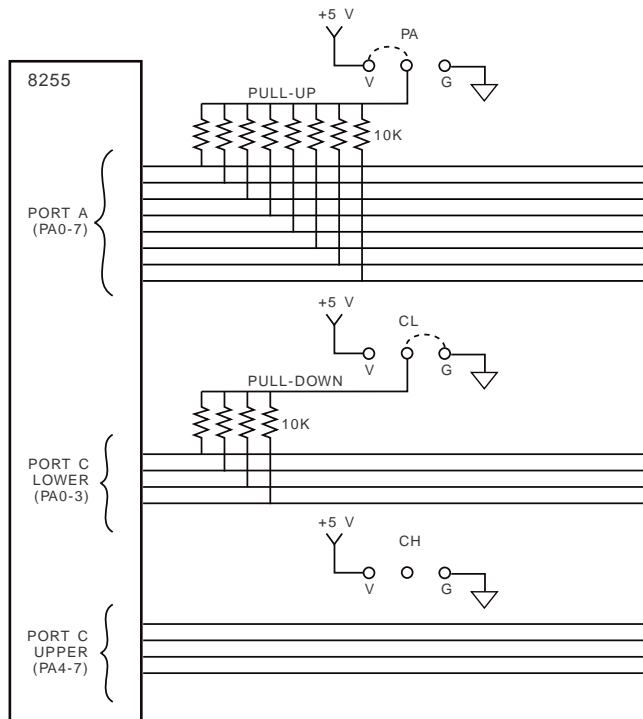 +5 V
PA
V
G
8255
PULL-UP
10K
PORT A
(PA0-7)
+5 V
CL
V
G
PULL-DOWN
10K
PORT C
LOWER
(PA0-3)
+5 V
CH
V
G
PORT C
UPPER
(PA4-7)